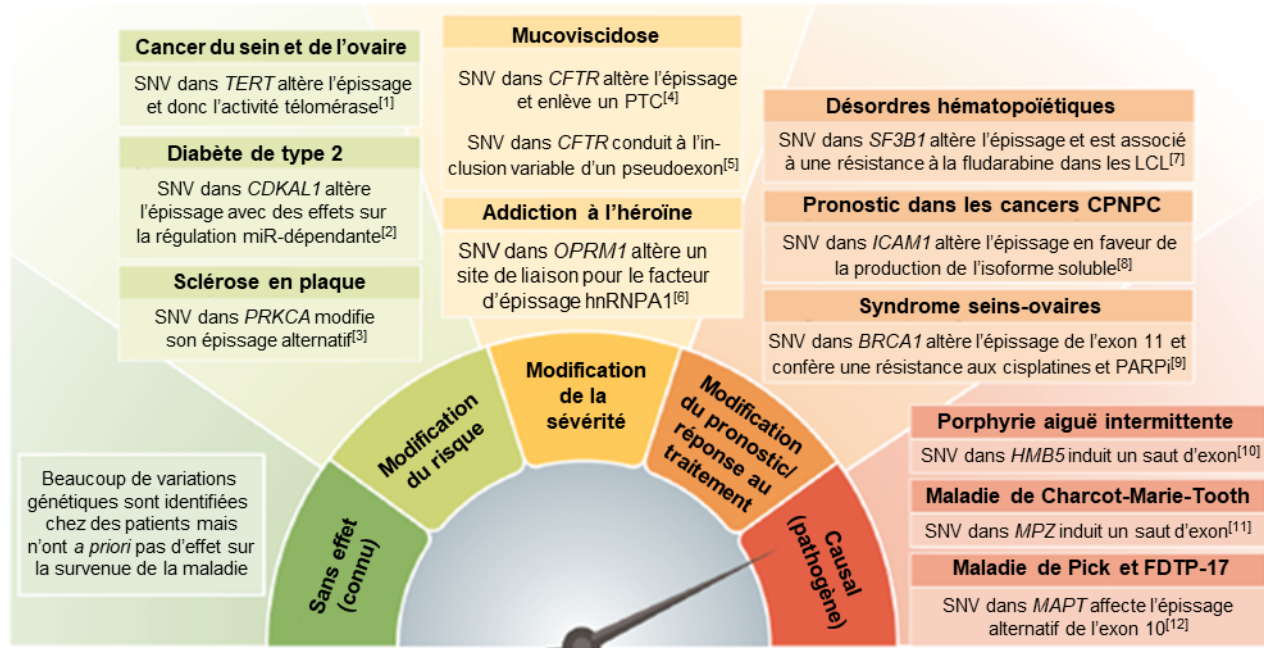 Cancer du sein et de l’ovaire
SNV dans TERT altère l’épissage
et donc l’activité télomérase[1]
Diabète de type 2
SNV dans CDKAL1 altère
l’épissage avec des effets sur
la régulation miR-dépendante[2]
Sclérose en plaque
SNV dans PRKCA modifie
son épissage alternatif[3]
Mucoviscidose
SNV dans CFTR altère l’épissage
et enlève un PTC[4]
SNV dans CFTR conduit à l’in-
clusion variable d’un pseudoexon[5]
Addiction à l’héroïne
SNV dans OPRM1 altère un
site de liaison pour le facteur
d’épissage hnRNPA1[6]
Désordres hématopoïétiques
SNV dans SF3B1 altère l’épissage et est associé
à une résistance à la fludarabine dans les LCL[7]
Pronostic dans les cancers CPNPC
SNV dans ICAM1 altère l’épissage en faveur de
la production de l’isoforme soluble[8]
Syndrome seins-ovaires
SNV dans BRCA1 altère l’épissage de l’exon 11 et
confère une résistance aux cisplatines et PARPi[9]
Porphyrie aiguë intermittente
SNV dans HMB5 induit un saut d’exon[10]
Maladie de Charcot-Marie-Tooth
SNV dans MPZ induit un saut d’exon[11]
Maladie de Pick et FDTP-17
SNV dans MAPT affecte l’épissage
alternatif de l’exon 10[12]
Beaucoup de variations
génétiques sont identifiées
chez des patients mais
n’ont a priori pas d’effet sur
la survenue de la maladie
Sans effet
(connu)
Modification
du risque
Modification
de la
sévérité
Modification
du pronostic/
réponse au
traitement
Causal
(pathogène)